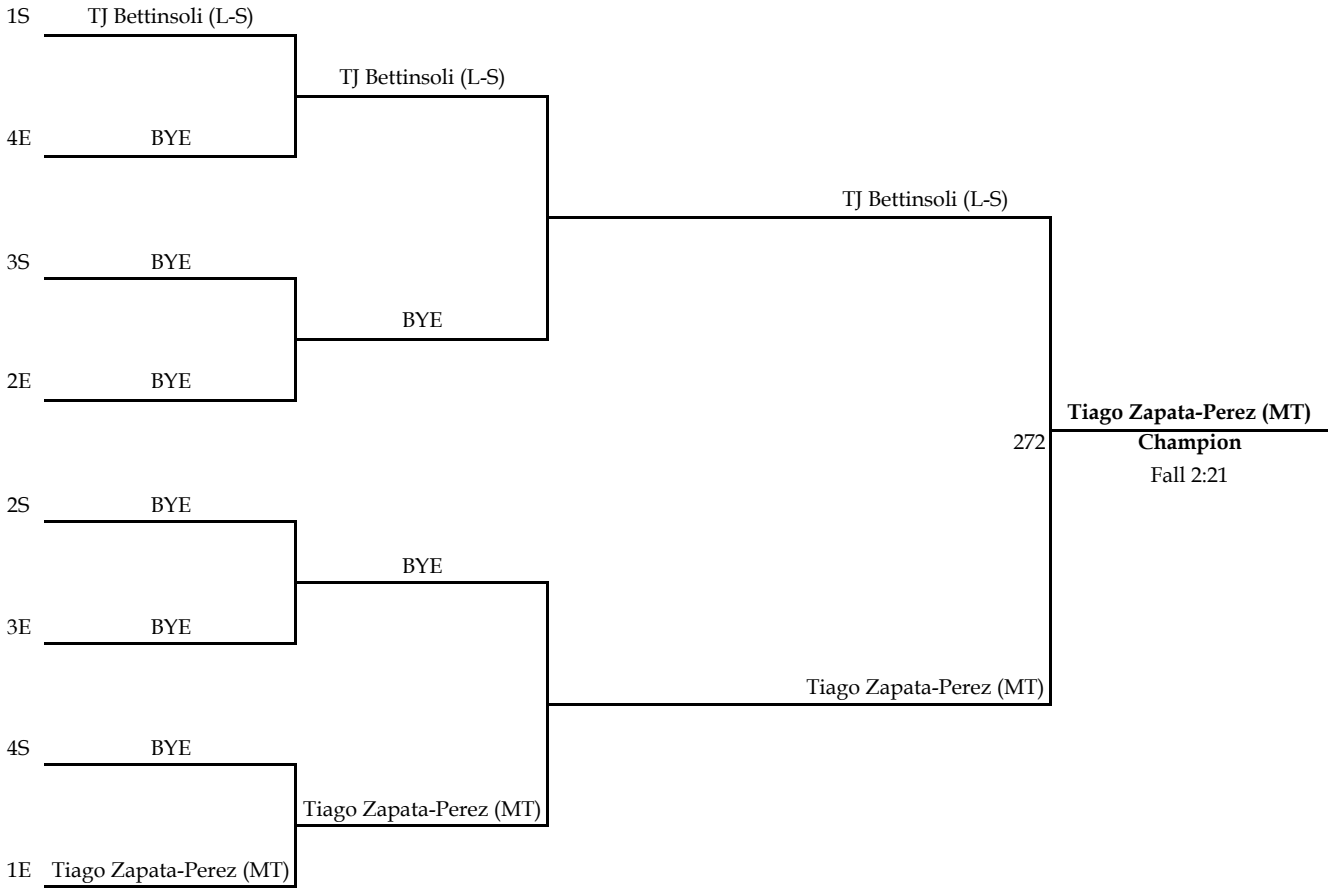 1S TJ Bettinsoli (L-S)
TJ Bettinsoli (L-S)
4E BYE
TJ Bettinsoli (L-S)
3S BYE
BYE
2E BYE
Tiago Zapata-Perez (MT)
272 Champion
Fall 2:21
2S BYE
BYE
3E BYE
Tiago Zapata-Perez (MT)
4S BYE
Tiago Zapata-Perez (MT)
1E Tiago Zapata-Perez (MT)